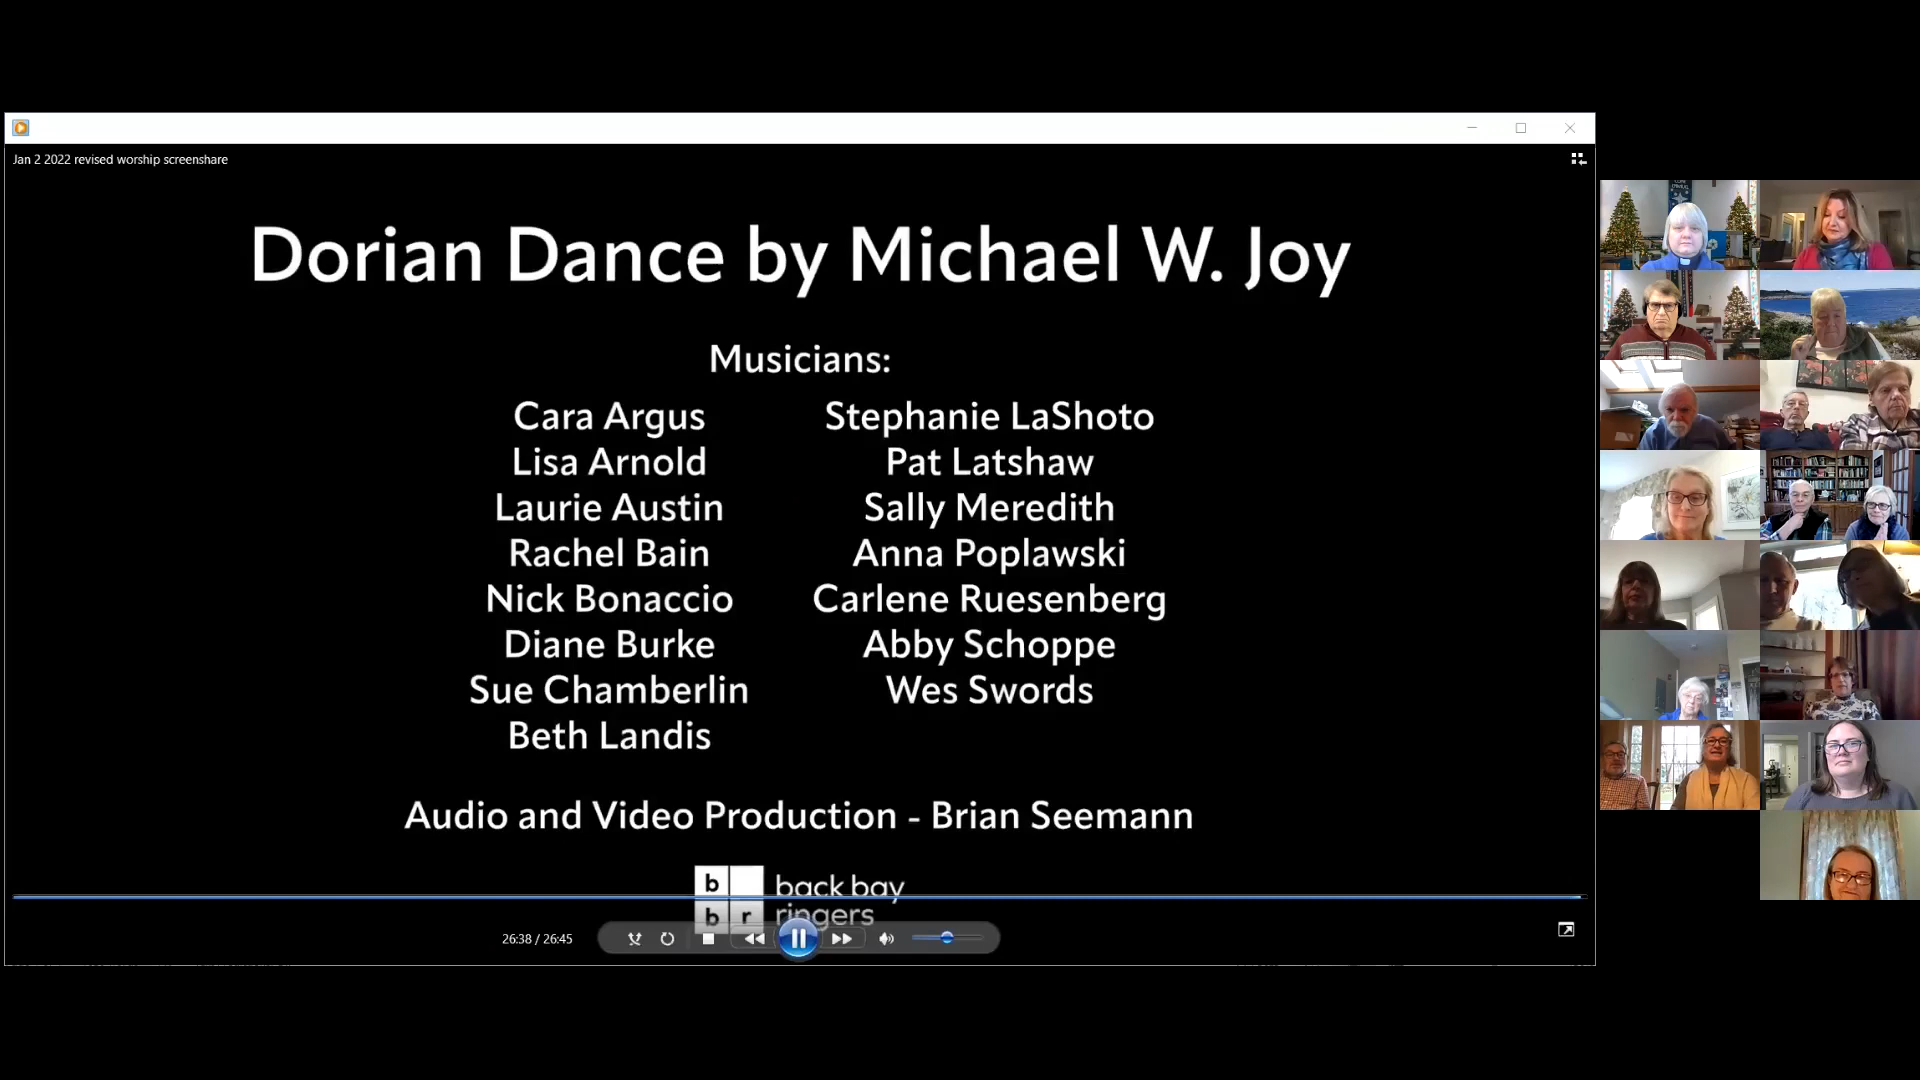 Jan 2 2022 revised worship screenshare
Dorian Dance by Michael W. Joy
Musicians:
Cara Argus
Lisa Arnold
Laurie Austin
Rachel Bain
Nick Bonaccio
Diane Burke
Sue Chamberlin
Beth Landis
Stephanie LaShoto
Pat Latshaw
Sally Meredith
Anna Poplawski
Carlene Ruesenberg
Abby Schoppe
Wes Swords
Audio and Video Production - Brian Seemann
b
b r
back bay
ringers
26:38 / 26:45